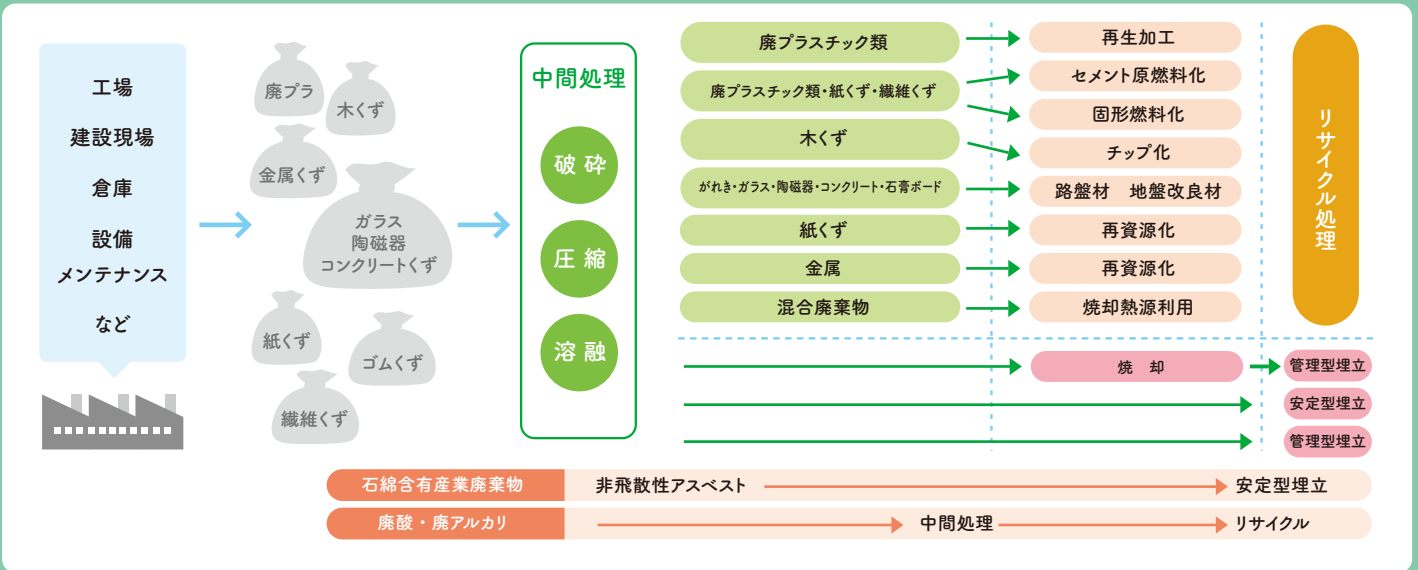 工場
建設現場
倉庫
設備
メンテナンス
など
廃プラ
木くず
金属くず
ガラス
陶磁器
コンクリートくず
紙くず
ゴムくず
繊維くず
中間処理
破砕
圧縮
溶融
廃プラスチック類
廃プラスチック類・紙くず・繊維くず
木くず
がれき・ガラス・陶磁器・コンクリート・石膏ボード
紙くず
金属
混合廃棄物
再生加工
セメント原燃料化
固形燃料化
チップ化
路盤材　地盤改良材
再資源化
再資源化
焼却熱源利用
リサイクル処理
焼　却
管理型埋立
安定型埋立
管理型埋立
石綿含有産業廃棄物
非飛散性アスベスト
安定型埋立
廃酸・廃アルカリ
中間処理
リサイクル